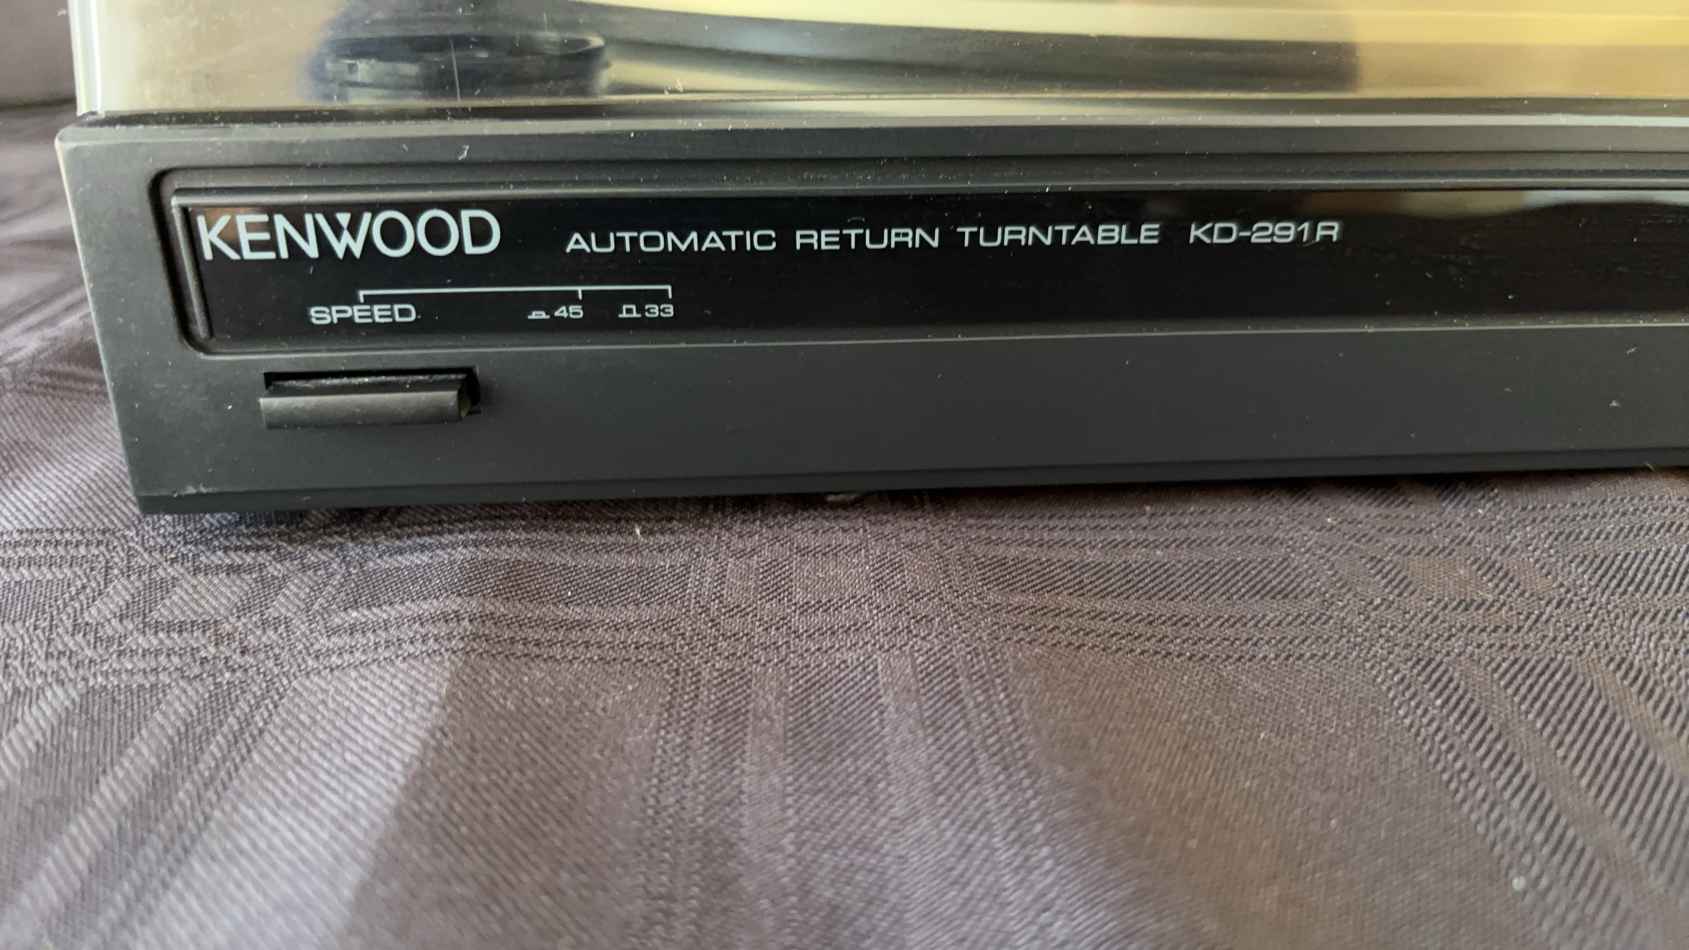 KENWOOD AUTOMATIC RETURN TURNTABLE KD-291R
SPEED 45 33